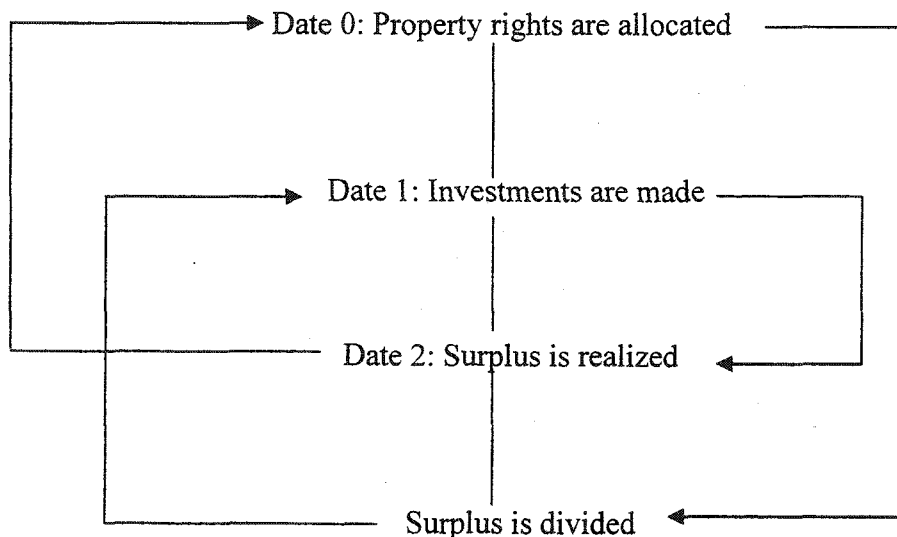 Date 0: Property rights are allocated
Date 1: Investments are made
Date 2: Surplus is realized
Surplus is divided